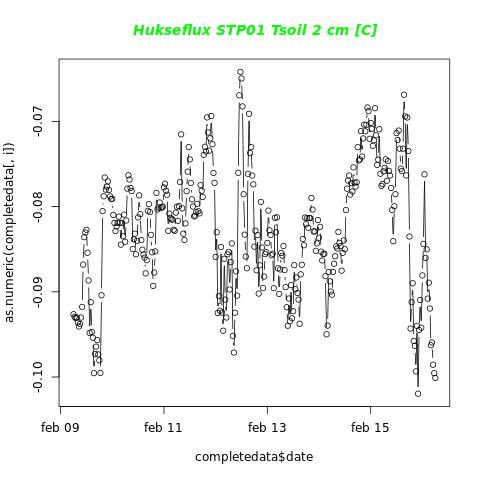 Hukseflux STP01 Tsoil 2 cm [C]
as.numeric(completedata[, i])
-0.07
-0.08
-0.09
-0.10
feb 09 feb 11 feb 13 feb 15
completedata$date